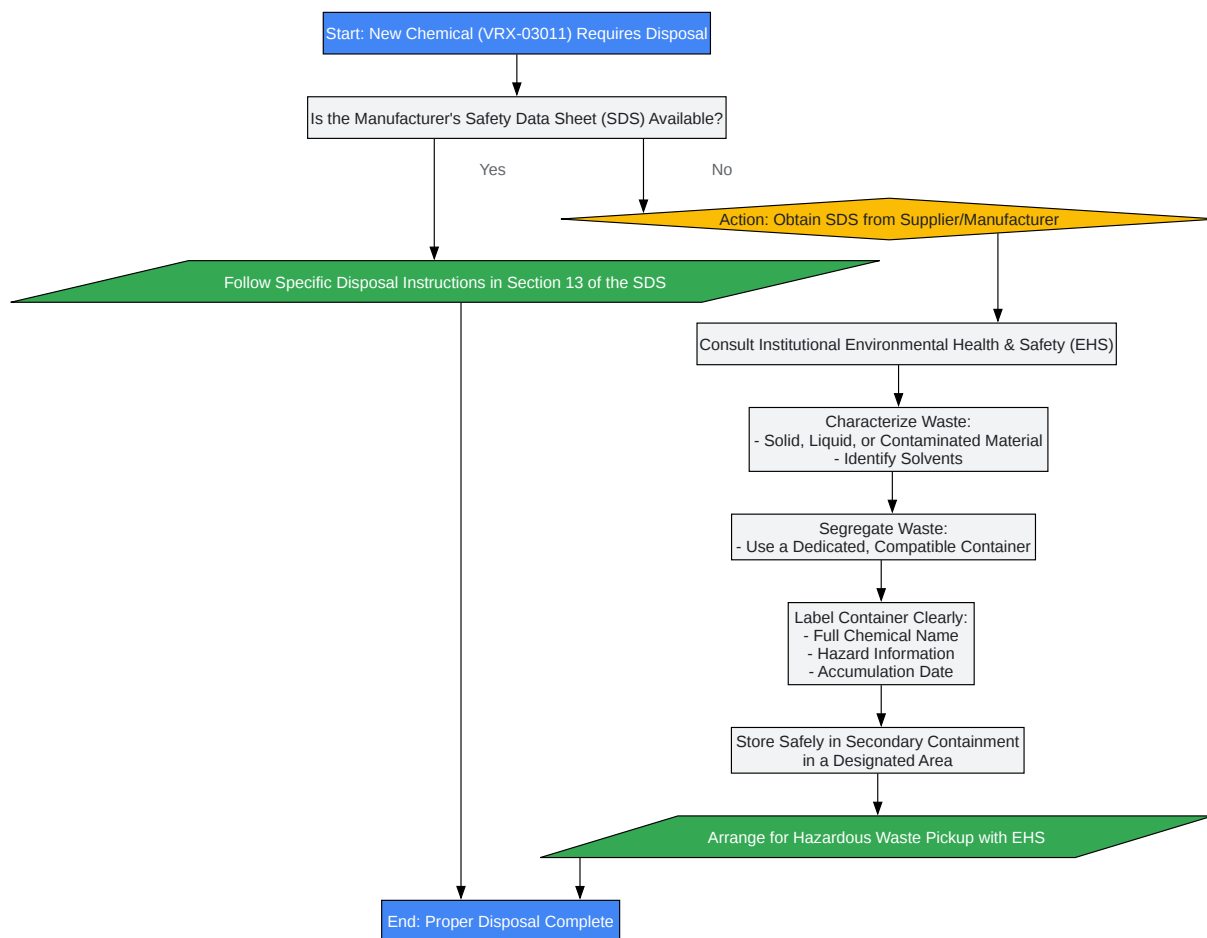 Start: New Chemical (VRX-03011) Requires Disposal
Is the Manufacturer's Safety Data Sheet (SDS) Available?
Yes
No
Action: Obtain SDS from Supplier/Manufacturer
Follow Specific Disposal Instructions in Section 13 of the SDS
Consult Institutional Environmental Health & Safety (EHS)
Characterize Waste:
- Solid, Liquid, or Contaminated Material
- Identify Solvents
Segregate Waste:
- Use a Dedicated, Compatible Container
Label Container Clearly:
- Full Chemical Name
- Hazard Information
- Accumulation Date
Store Safely in Secondary Containment
in a Designated Area
Arrange for Hazardous Waste Pickup with EHS
End: Proper Disposal Complete